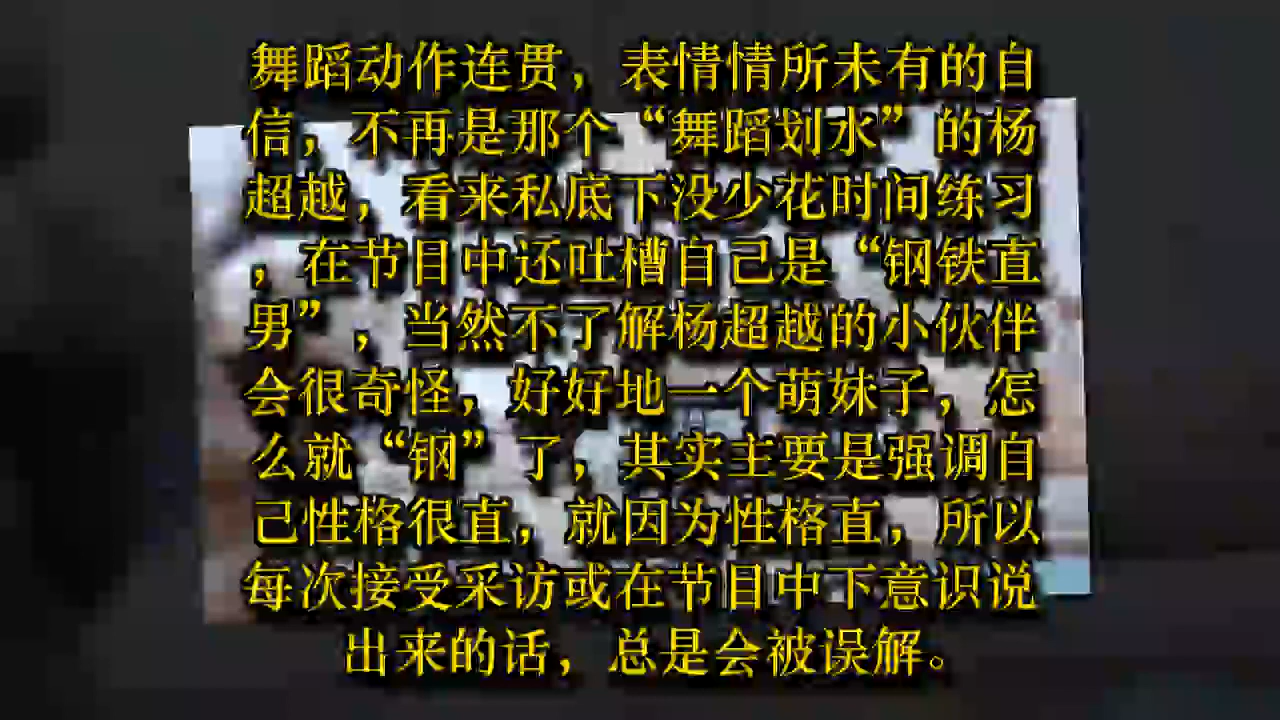 舞蹈动作连贯，表情情所未有的自
信，不再是那个“舞蹈划水”的杨
超越，看来私底下没少花时间练习
，在节目中还吐槽自己是“钢铁直
男”，当然不了解杨超越的小伙伴
会很奇怪，好好地一个萌妹子，怎
么就“钢”了，其实主要是强调自
己性格很直，就因为性格直，所以
每次接受采访或在节目中下意识说
出来的话，总是会被误解。